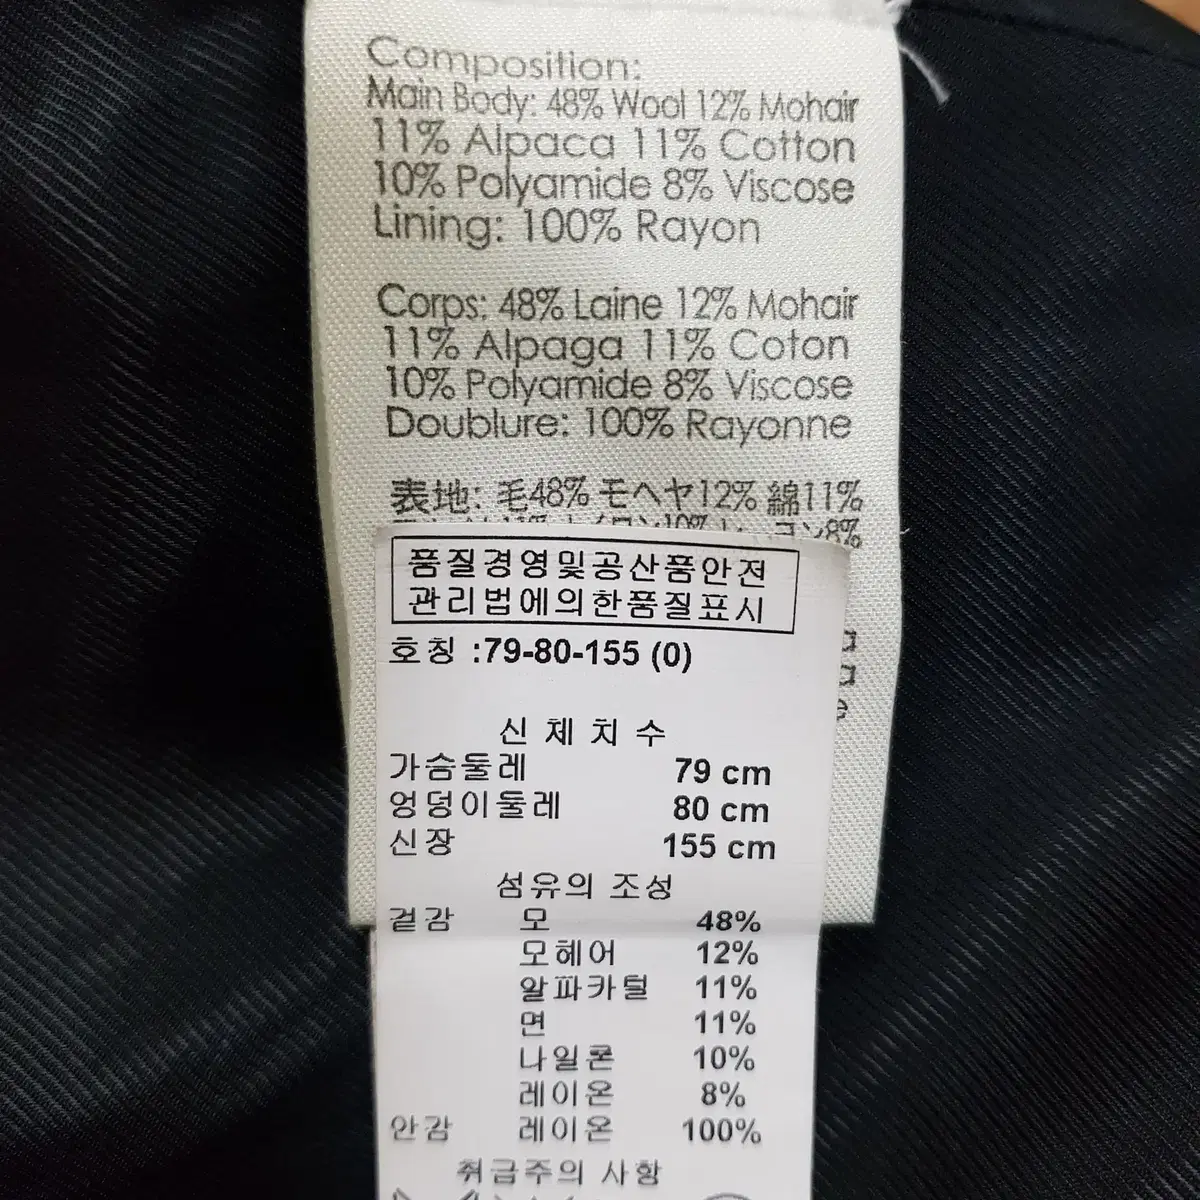 Composition:
Main Body: 48% Wool 12% Mohair
11% Alpaca 11% Cotton
10% Polyamide 8% Viscose
Lining: 100% Rayon
Corps: 48% Laine 12% Mohair
11% Alpaga 11% Coton
10% Polyamide 8% Viscose
Doublure: 100% Rayonne
表地: 毛48% モヘヤ12% 綿11%
품질경영및공산품안전
관리법에의한품질표시
호칭 :79-80-155 (0)
신체치수
가슴둘레 79 cm
엉덩이둘레 80 cm
신장 155 cm
섬유의 조성
겉감 모 48%
모헤어 12%
알파카털 11%
면 11%
나일론 10%
레이온 8%
안감 레이온 100%
취급주의 사항